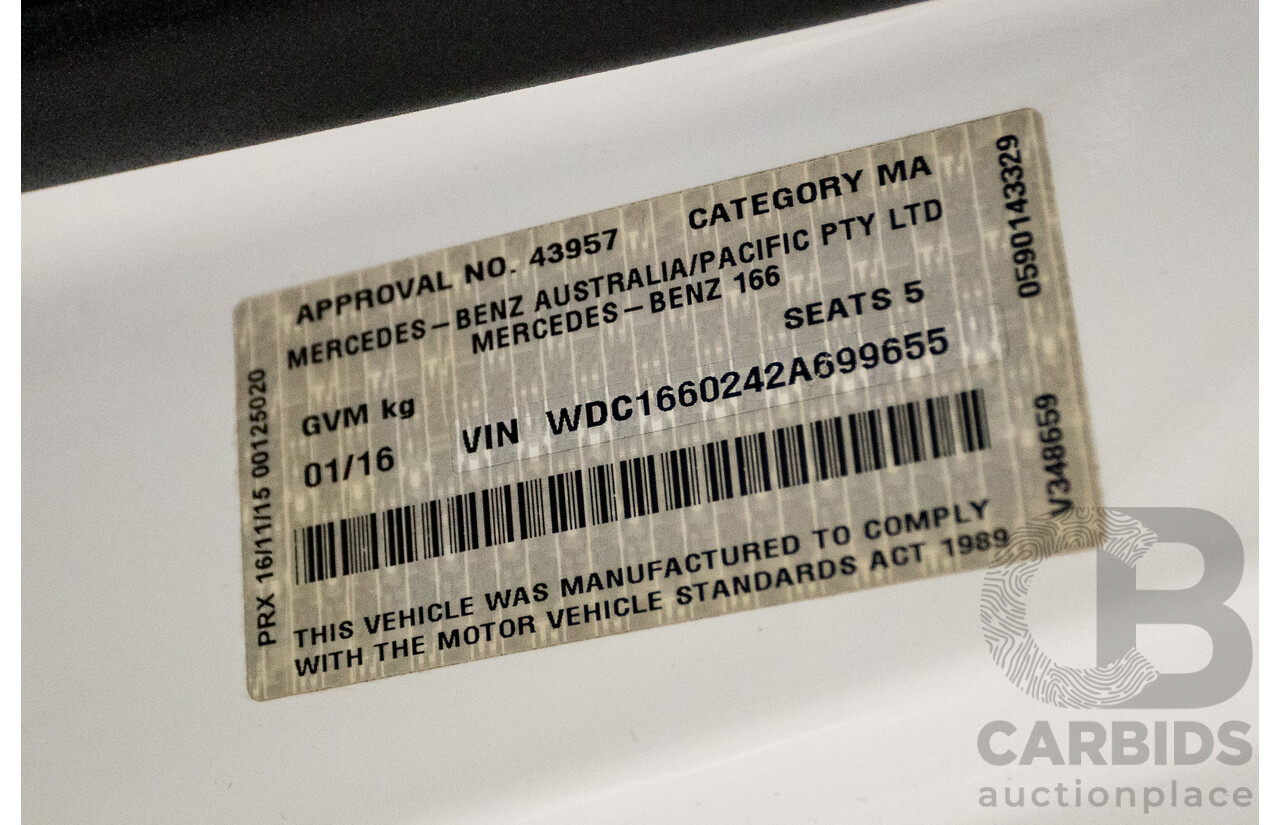 APPROVAL NO. 43957 CATEGORY MA
MERCEDES-BENZ AUSTRALIA/PACIFIC PTY LTD
MERCEDES-BENZ 166
SEATS 5
GVM kg
01/16
VIN WDC1660242A699655
THIS VEHICLE WAS MANUFACTURED TO COMPLY
WITH THE MOTOR VEHICLE STANDARDS ACT 1989
PRX 16/11/15 00125020
0590143329
V348659
CB
CARBIDS
auctionplace